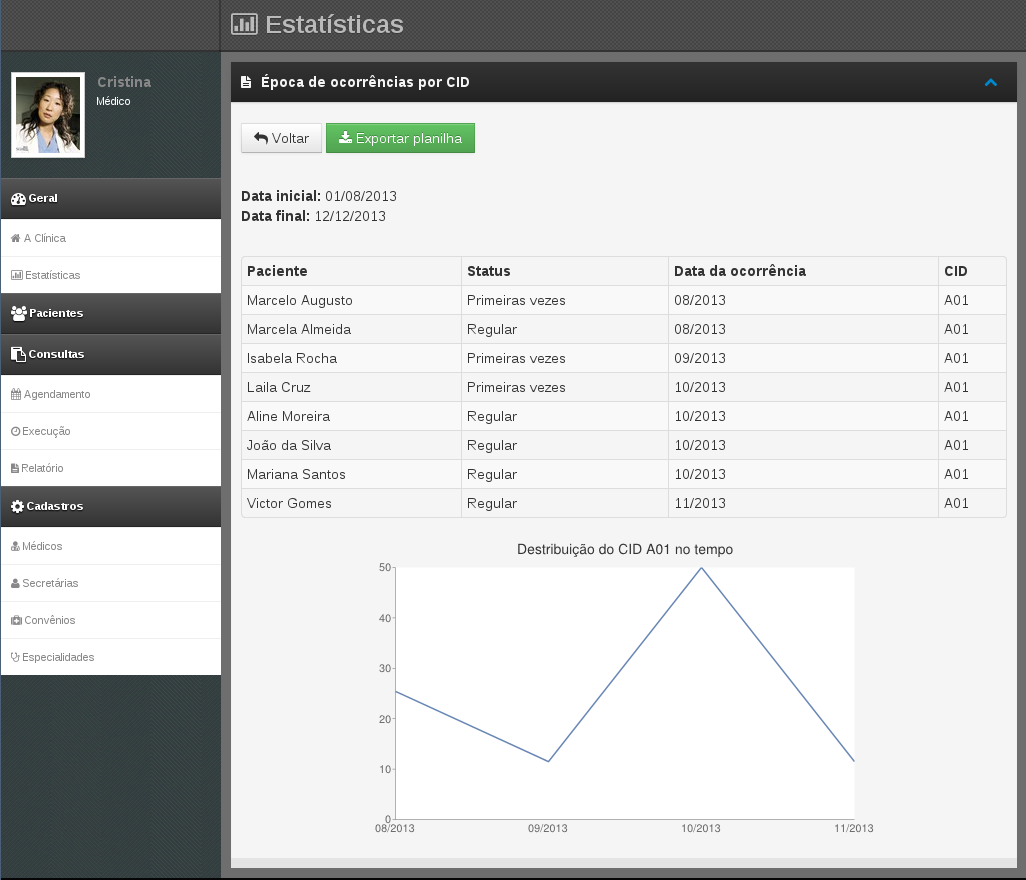 Estatísticas
Cristina
Médico
Geral
A Clínica
Estatísticas
Pacientes
Consultas
Agendamento
Execução
Relatório
Cadastros
Médicos
Secretárias
Convênios
Especialidades
Época de ocorrências por CID
Voltar Exportar planilha
Data inicial: 01/08/2013
Data final: 12/12/2013
Paciente Status Data da ocorrência CID
Marcelo Augusto Primeiras vezes 08/2013 A01
Marcela Almeida Regular 08/2013 A01
Isabela Rocha Primeiras vezes 09/2013 A01
Laila Cruz Primeiras vezes 10/2013 A01
Aline Moreira Regular 10/2013 A01
João da Silva Regular 10/2013 A01
Mariana Santos Regular 10/2013 A01
Victor Gomes Regular 11/2013 A01
Destribuição do CID A01 no tempo
50
40
30
20
10
0
08/2013 09/2013 10/2013 11/2013